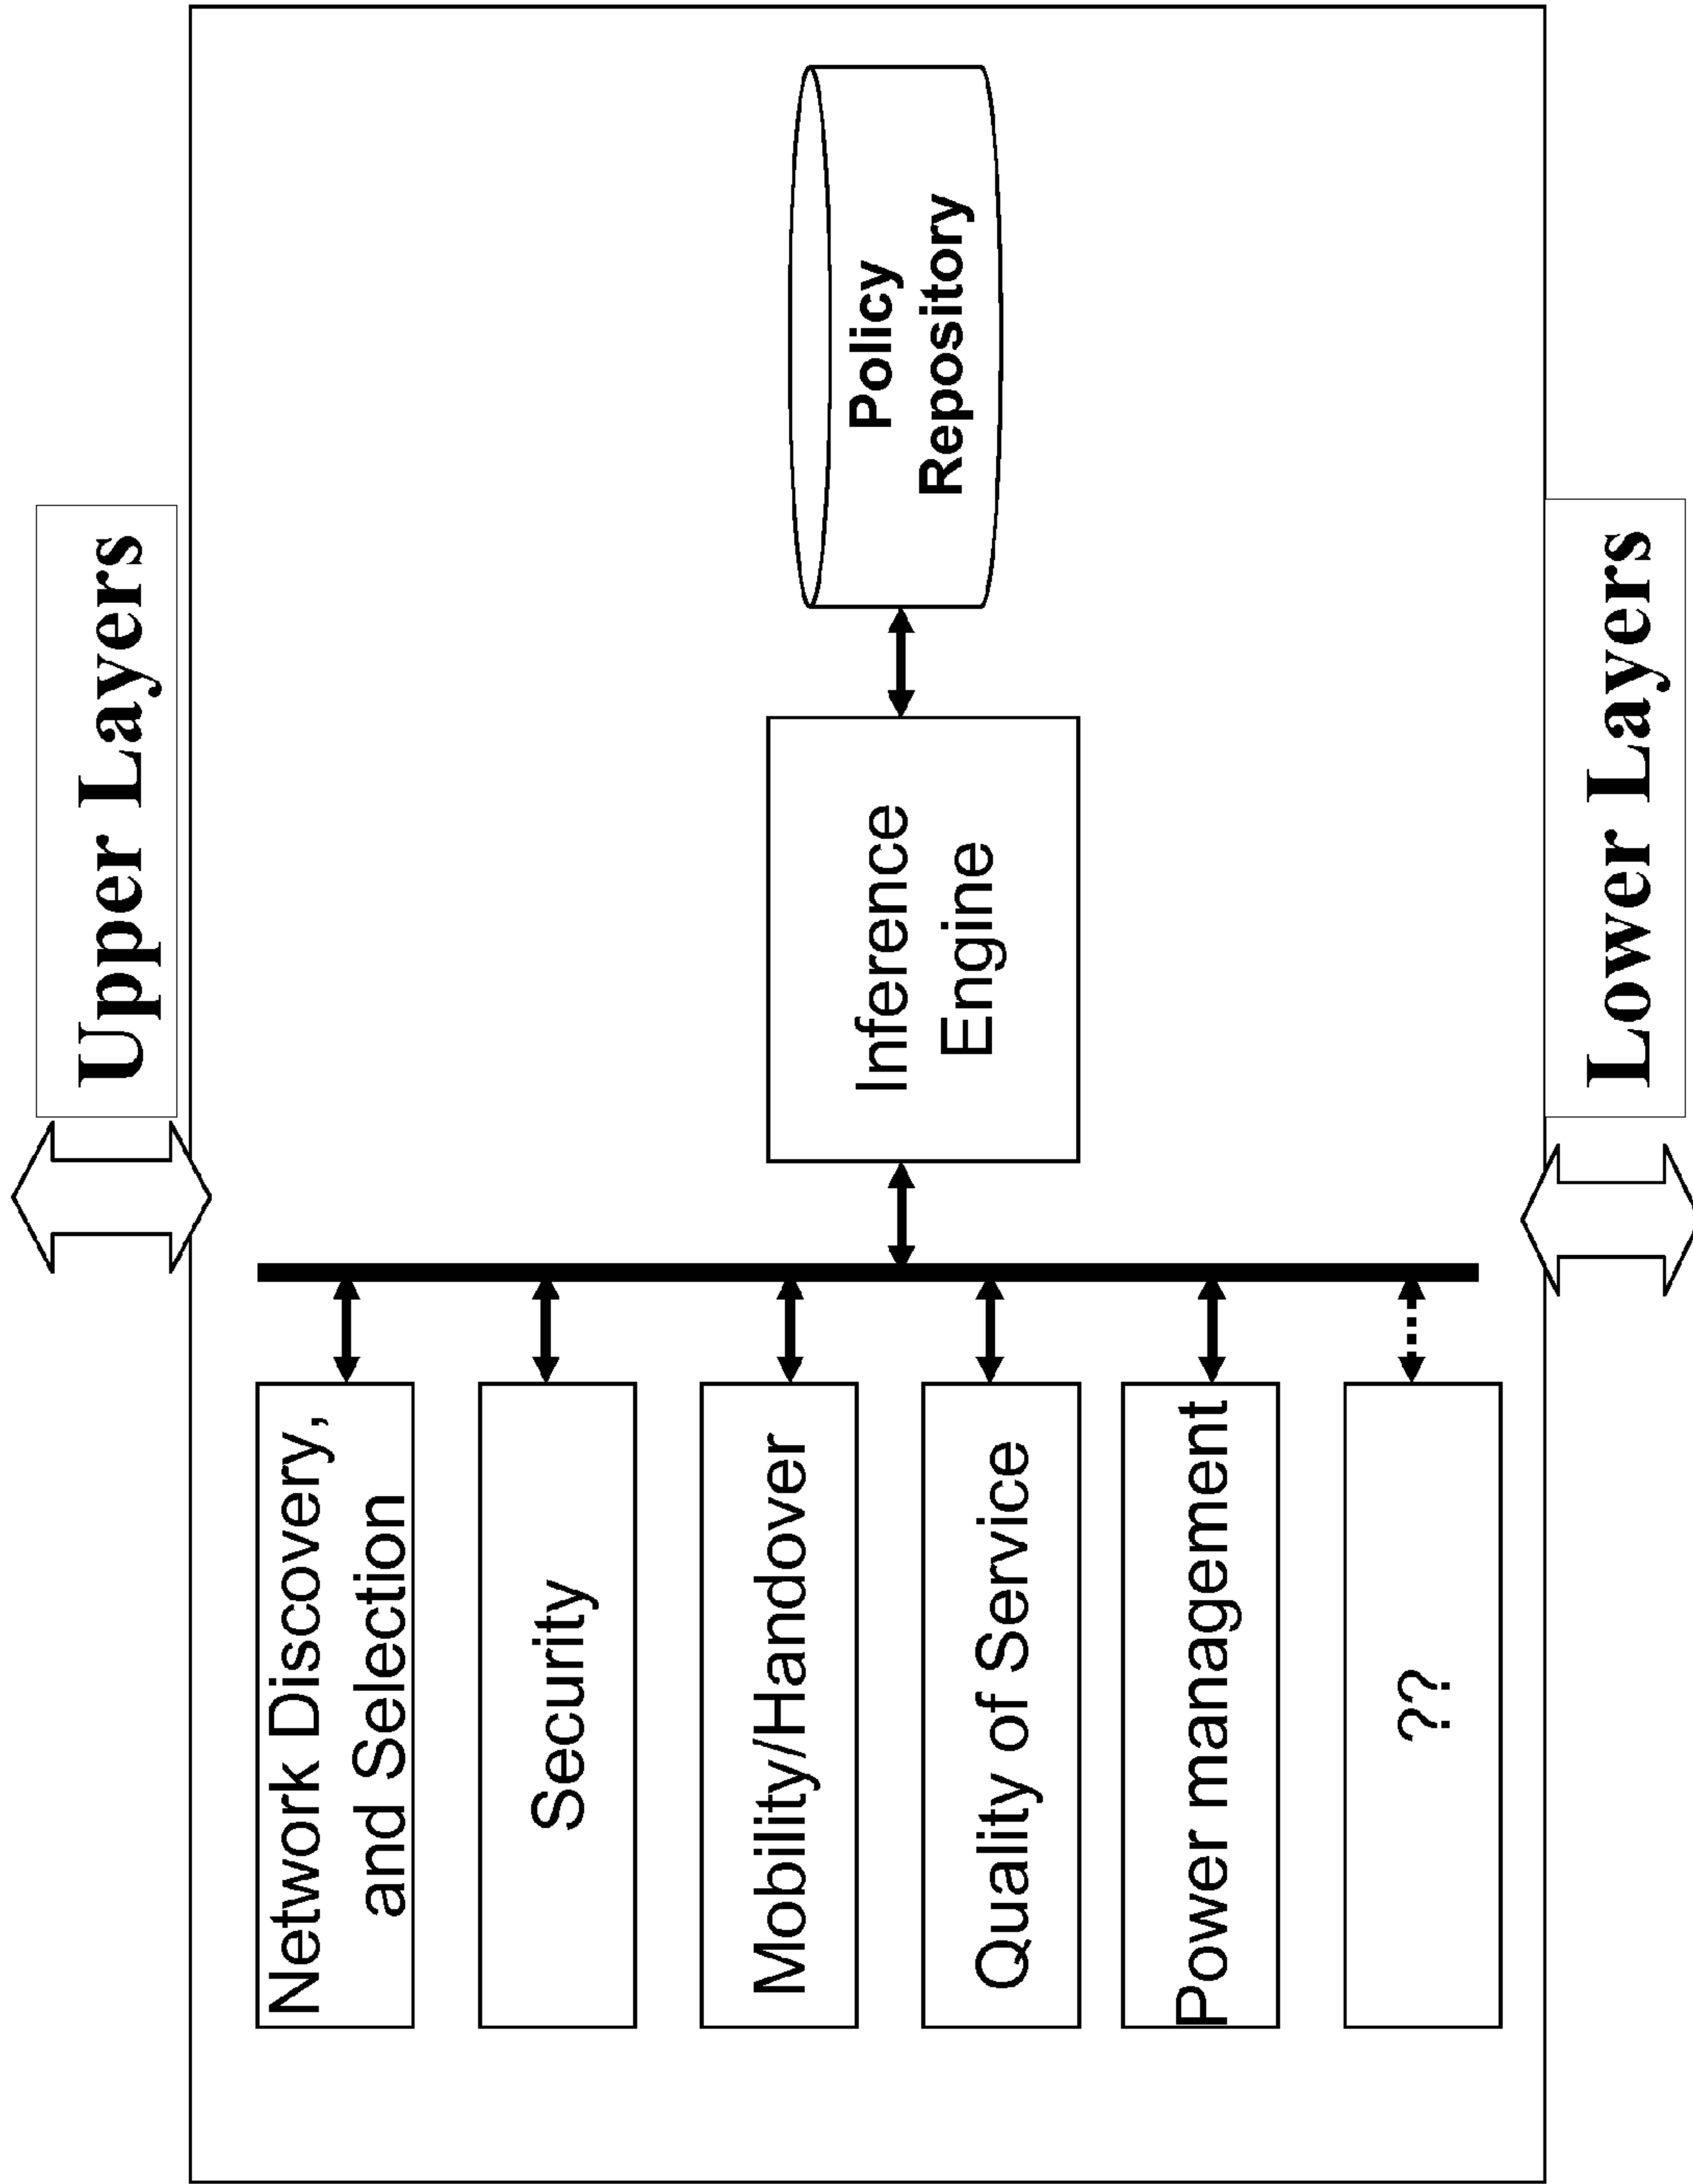 Upper Layers
Network Discovery,
and Selection
Security
Mobility/Handover
Quality of Service
Power management
??
Inference
Engine
Policy
Repository
Lower Layers